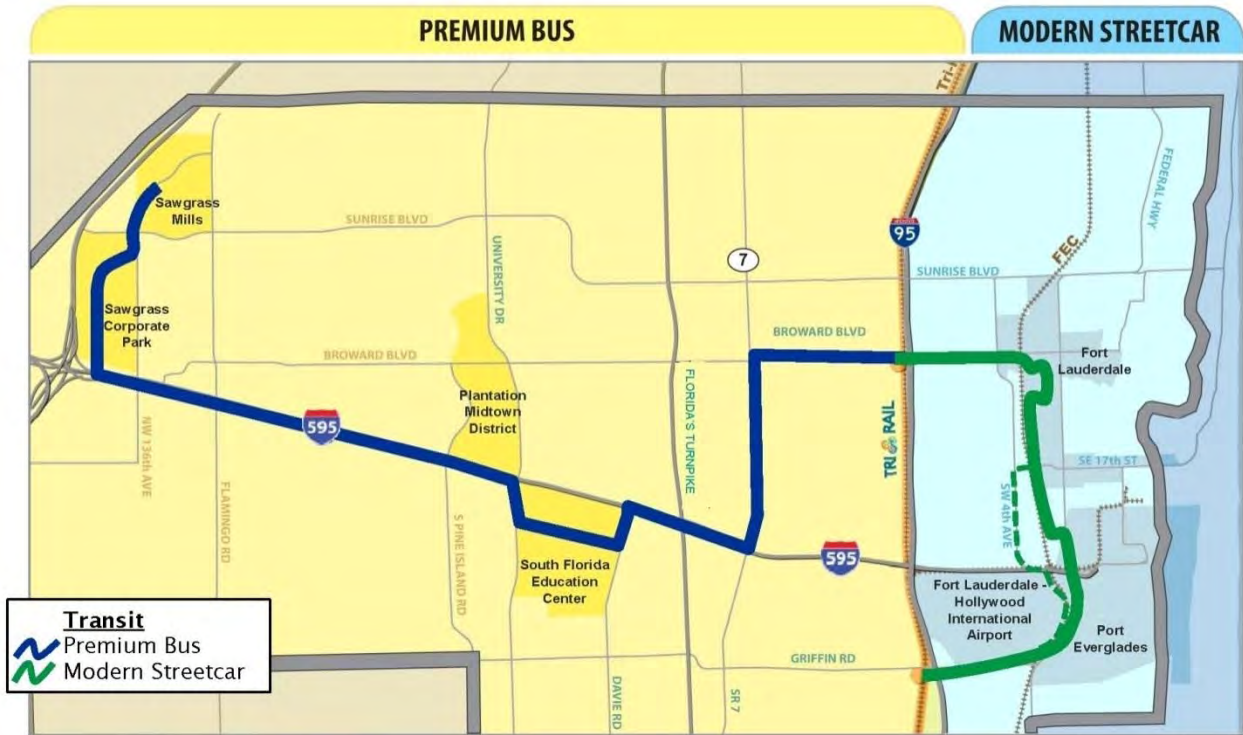 PREMIUM BUS
MODERN STREETCAR
Tri-
Sawgrass
Mills
SUNRISE BLVD
UNIVERSITY DR
7
95
FEC
FEDERAL HWY
SUNRISE BLVD
Sawgrass
Corporate
Park
BROWARD BLVD
BROWARD BLVD
Fort
Lauderdale
Plantation
Midtown
District
FLORIDA'S TURNPIKE
595
TRI RAIL
SE 17th ST
NW 136th AVE
FLAMINGO RD
S PINE ISLAND RD
SW 4th AVE
South Florida
Education
Center
595
Fort Lauderdale -
Hollywood
International
Airport
Port
Everglades
GRIFFIN RD
DAVIE RD
SR 7
Transit
Premium Bus
Modern Streetcar